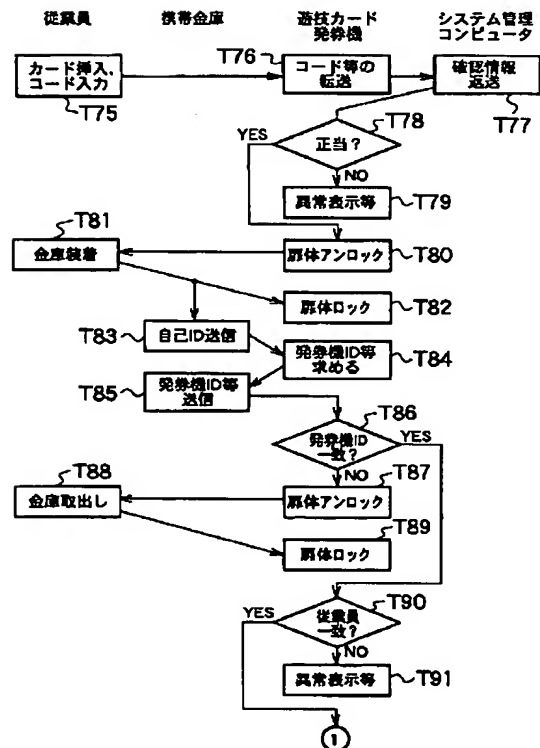 従業員
携帯金庫
遊技カード
発券機
システム管理
コンピュータ
カード挿入、
コード入力
T75
T76
コード等の
転送
確認情報
返送
T77
T78
YES
正当?
NO
異常表示等
T79
T81
金庫装着
扉体アンロック
T80
扉体ロック
T82
T83
自己ID送信
発券機ID等
求める
T84
T85
発券機ID等
送信
T86
発券機ID
一致?
YES
NO
T87
T88
金庫取出し
扉体アンロック
T89
扉体ロック
T90
YES
従業員
一致?
NO
異常表示等
T91
1